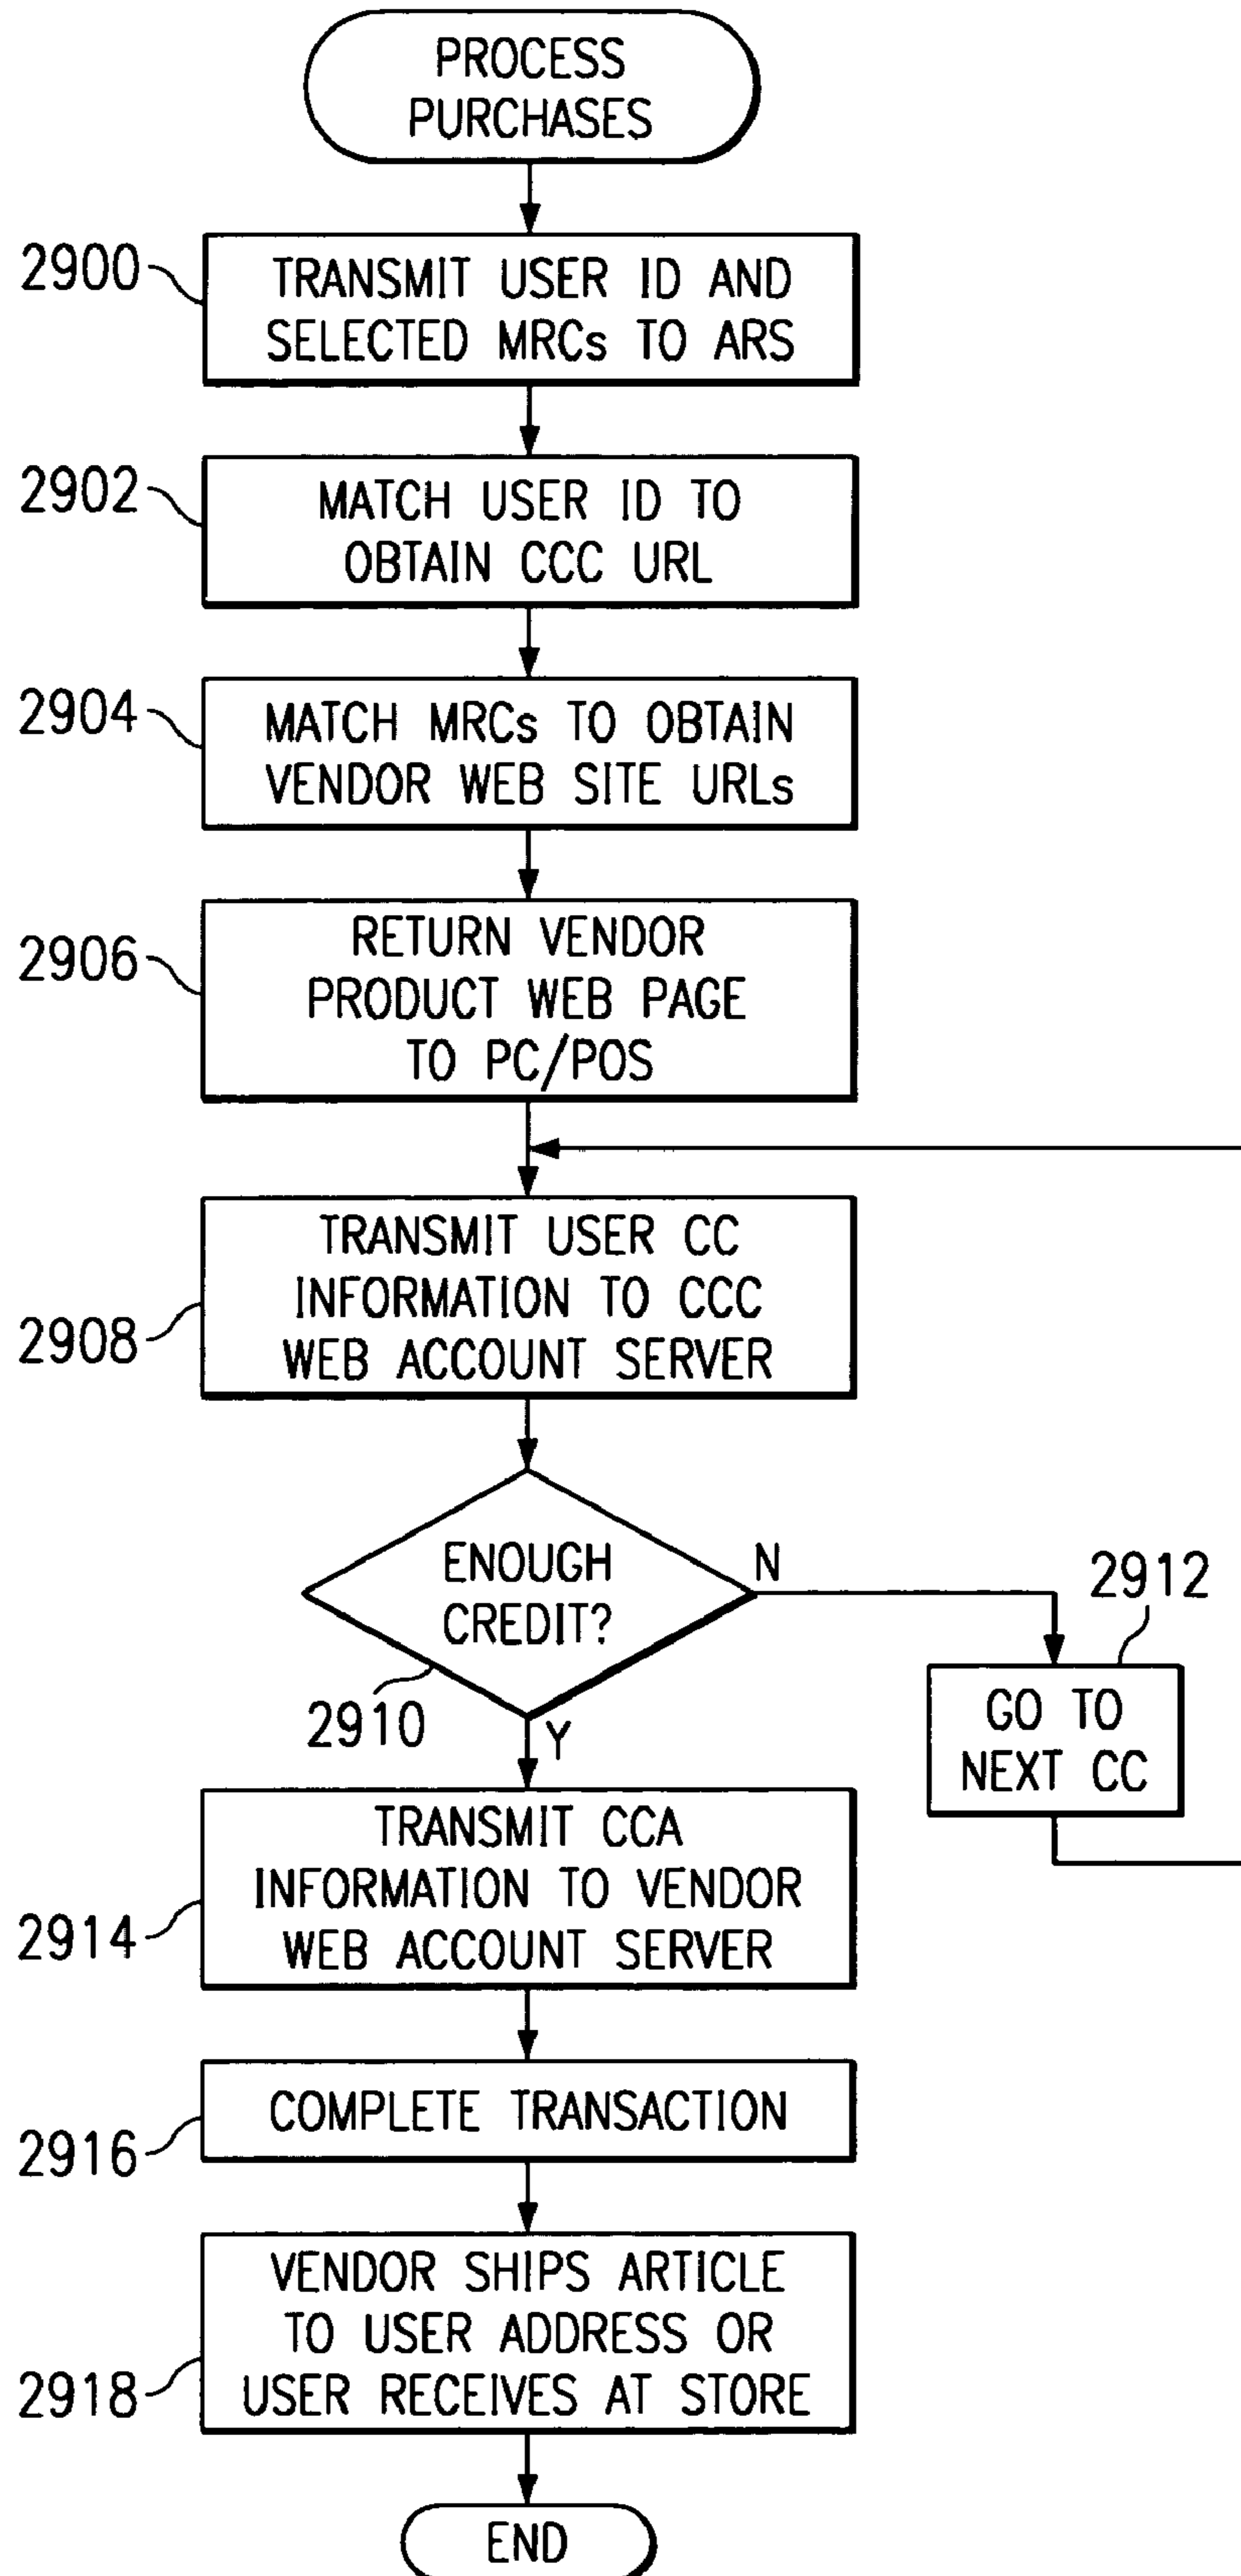 PROCESS
PURCHASES
2900
TRANSMIT USER ID AND
SELECTED MRCs TO ARS
2902
MATCH USER ID TO
OBTAIN CCC URL
2904
MATCH MRCs TO OBTAIN
VENDOR WEB SITE URLs
2906
RETURN VENDOR
PRODUCT WEB PAGE
TO PC/POS
2908
TRANSMIT USER CC
INFORMATION TO CCC
WEB ACCOUNT SERVER
ENOUGH
CREDIT?
N
2910
Y
2912
GO TO
NEXT CC
2914
TRANSMIT CCA
INFORMATION TO VENDOR
WEB ACCOUNT SERVER
2916
COMPLETE TRANSACTION
2918
VENDOR SHIPS ARTICLE
TO USER ADDRESS OR
USER RECEIVES AT STORE
END